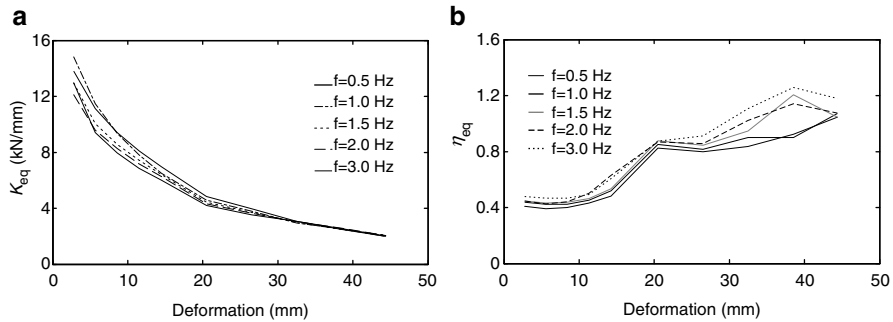 a
16
12
8
4
0
0
10
20
30
40
50
K_eq (kN/mm)
Deformation (mm)
f=0.5 Hz
f=1.0 Hz
f=1.5 Hz
f=2.0 Hz
f=3.0 Hz
b
1.6
1.2
0.8
0.4
0
0
10
20
30
40
50
η_eq
Deformation (mm)
f=0.5 Hz
f=1.0 Hz
f=1.5 Hz
f=2.0 Hz
f=3.0 Hz